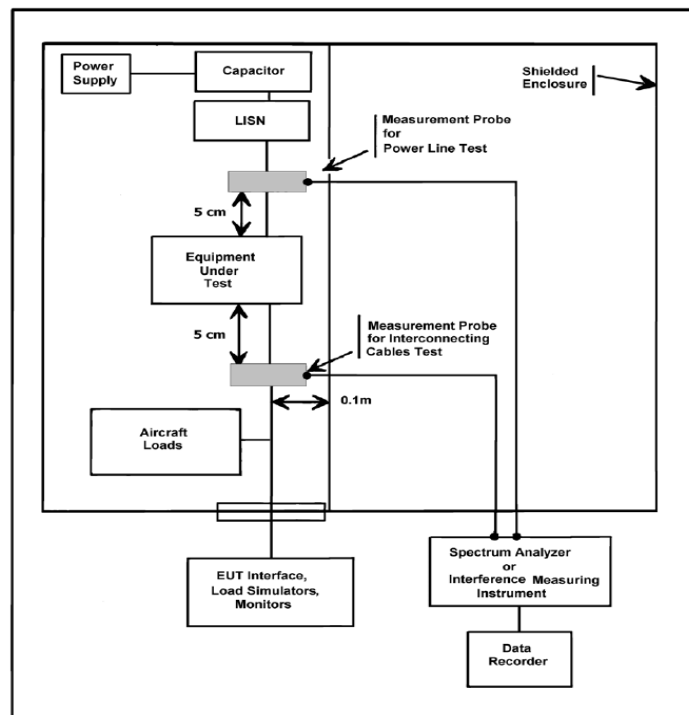 Power
Supply
Capacitor
Shielded
Enclosure
LISN
Measurement Probe
for
Power Line Test
5 cm
Equipment
Under
Test
5 cm
Measurement Probe
for Interconnecting
Cables Test
0.1m
Aircraft
Loads
EUT Interface,
Load Simulators,
Monitors
Spectrum Analyzer
or
Interference Measuring
Instrument
Data
Recorder